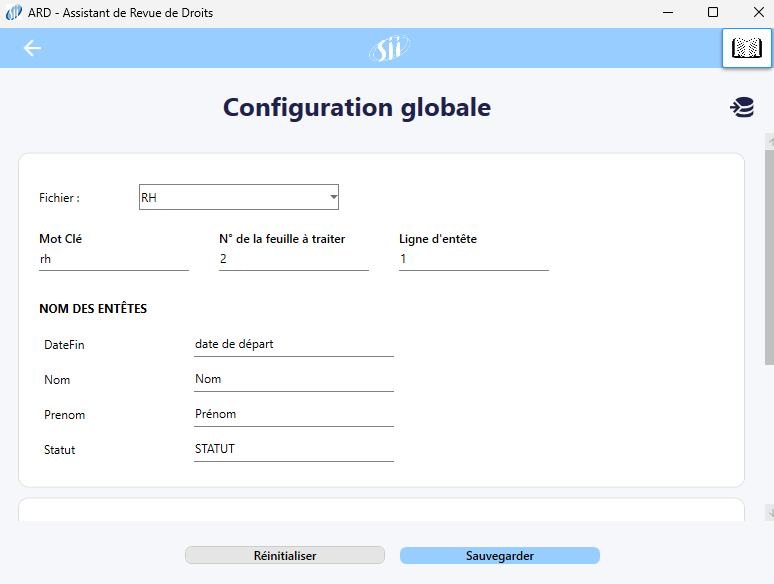 ARD - Assistant de Revue de Droits
sii
Configuration globale
Fichier :
RH
Mot Clé
N° de la feuille à traiter
Ligne d'entête
rh
2
1
NOM DES ENTÊTES
DateFin
date de départ
Nom
Nom
Prenom
Prénom
Statut
STATUT
Réinitialiser
Sauvegarder